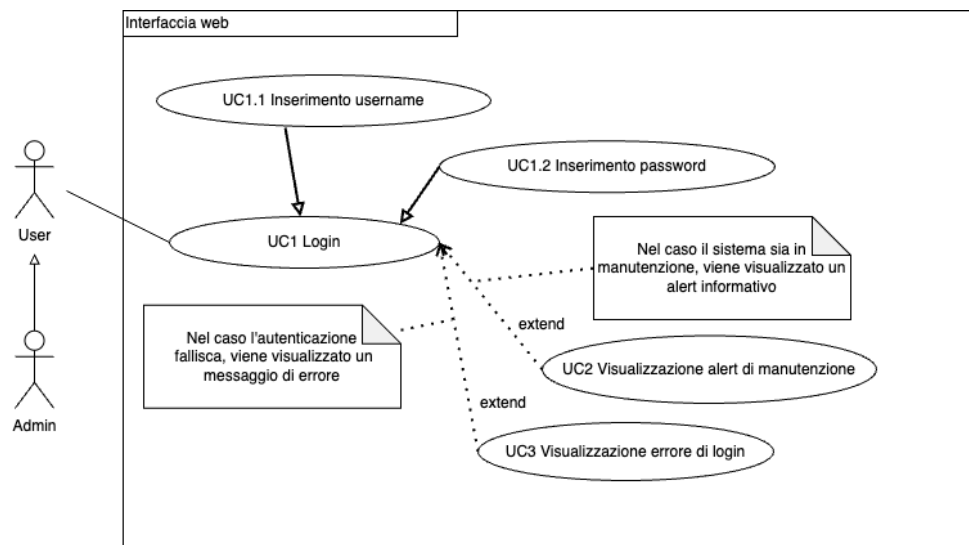 Interfaccia web
UC1.1 Inserimento username
UC1.2 Inserimento password
User
UC1 Login
Nel caso il sistema sia in
manutenzione, viene visualizzato un
alert informativo
Nel caso l'autenticazione
fallisca, viene visualizzato un
messaggio di errore
extend
UC2 Visualizzazione alert di manutenzione
extend
Admin
UC3 Visualizzazione errore di login